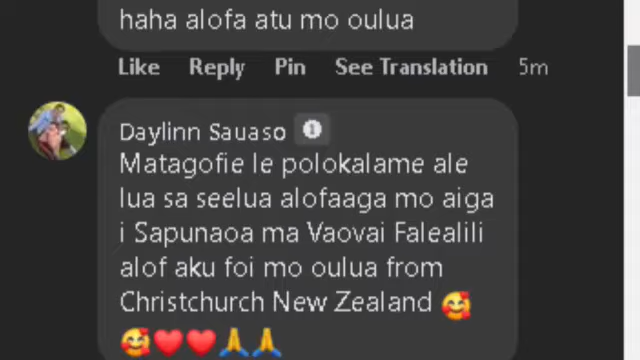 haha alofa atu mo oulua
Like Reply Pin See Translation 5m
Daylinn Sauaso
Matagofie le polokalame ale
lua sa seelua alofaaga mo aiga
i Sapunaoa ma Vaovai Falealili
alof aku foi mo oulua from
Christchurch New Zealand 🥰
🥰❤️❤️🙏🙏